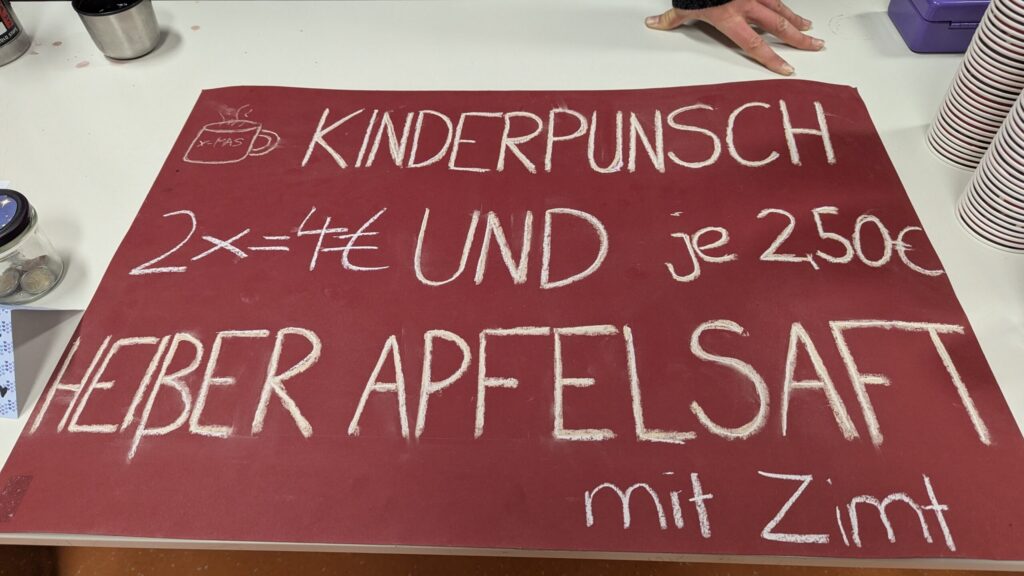 X-MAS
KINDERPUNSCH
2x=4€ UND je 2,50€
HEIßER APFELSAFT
mit Zimt